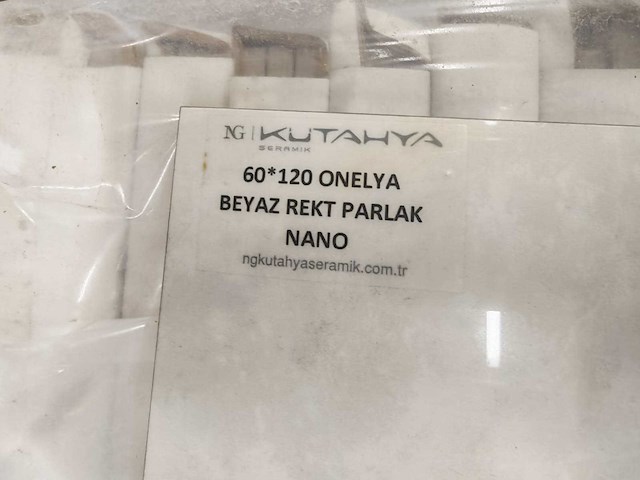 NG | KUTAHYA
SERAMIK
60*120 ONELYA
BEYAZ REKT PARLAK
NANO
ngkutahyaseramik.com.tr